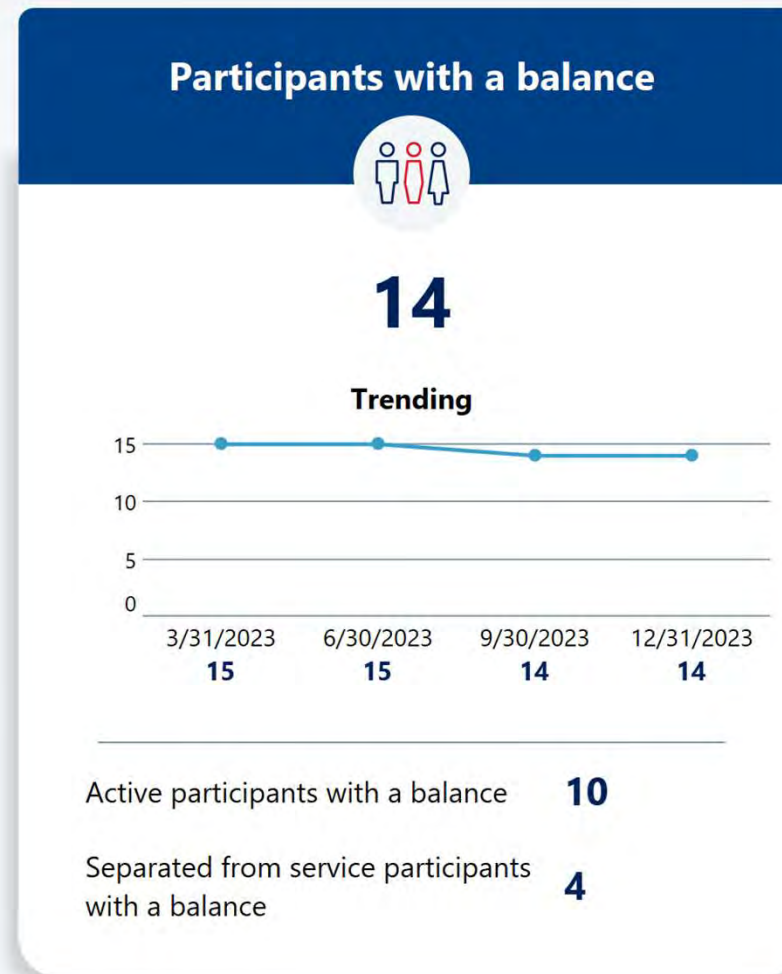 Participants with a balance
14
Trending
15
10
5
0
3/31/2023 6/30/2023 9/30/2023 12/31/2023
15 15 14 14
Active participants with a balance 10
Separated from service participants
with a balance 4